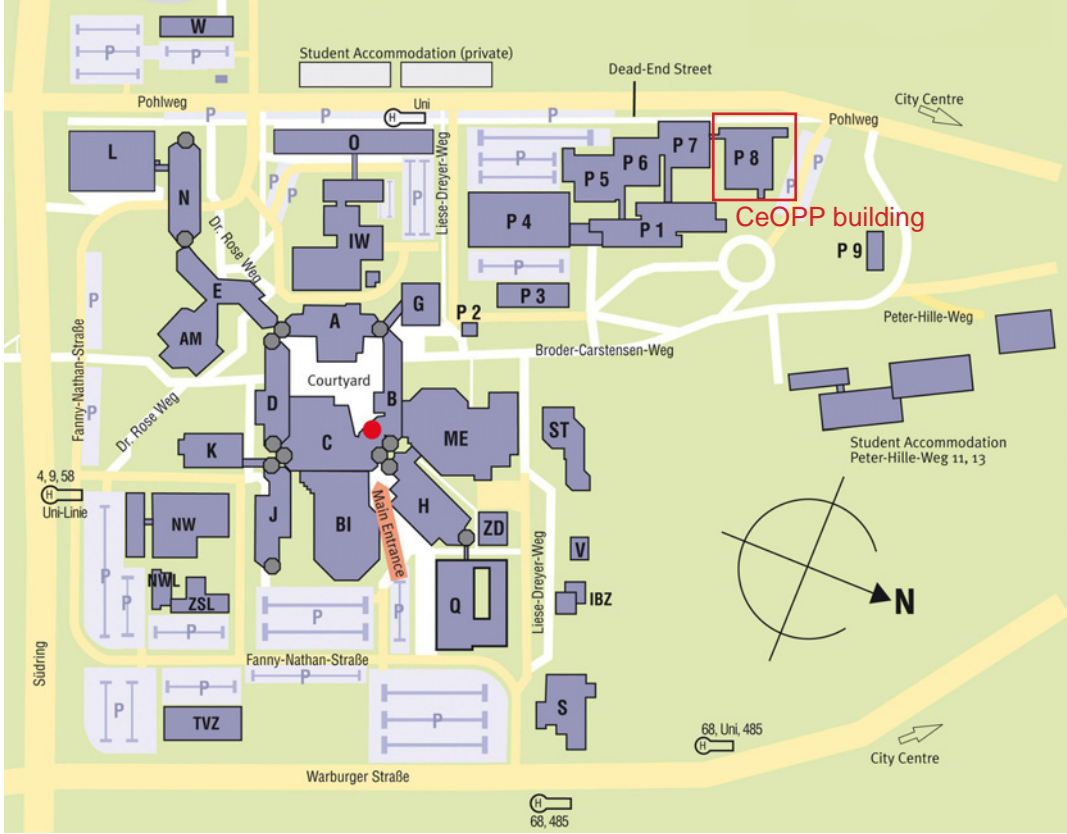 W
P
P
Student Accommodation (private)
Dead-End Street
City Centre
Pohlweg
Uni
H
Pohlweg
P
P
P
L
O
N
P
P
P
Liese-Dreyer-Weg
P
P 5
P 6
P 7
P 8
P
CeOPP building
P 4
P 1
P 9
Dr. Rose Weg
IW
P
P 3
E
G
P 2
P
A
AM
Fanny-Nathan-Straße
Peter-Hille-Weg
Broder-Carstensen-Weg
Courtyard
P
D
B
C
ME
ST
Dr. Rose Weg
K
Student Accommodation
Peter-Hille-Weg 11, 13
4, 9, 58
H
Uni-Linie
P
NW
J
BI
Main Entrance
H
ZD
V
Liese-Dreyer-Weg
N
NWL
ZSL
P
P
P
P
Q
IBZ
Südring
Fanny-Nathan-Straße
P
P
P
TVZ
P
P
S
68, Uni, 485
H
City Centre
Warburger Straße
H
68, 485